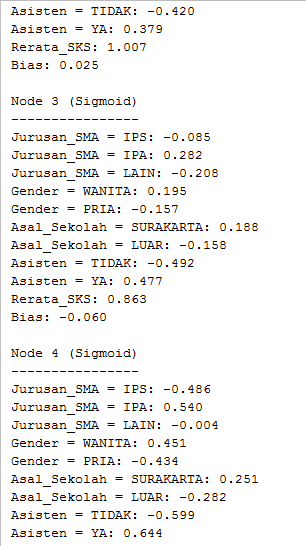 Asisten = TIDAK: -0.420
Asisten = YA: 0.379
Rerata_SKS: 1.007
Bias: 0.025
Node 3 (Sigmoid)
----------------
Jurusan_SMA = IPS: -0.085
Jurusan_SMA = IPA: 0.282
Jurusan_SMA = LAIN: -0.208
Gender = WANITA: 0.195
Gender = PRIA: -0.157
Asal_Sekolah = SURAKARTA: 0.188
Asal_Sekolah = LUAR: -0.158
Asisten = TIDAK: -0.492
Asisten = YA: 0.477
Rerata_SKS: 0.863
Bias: -0.060
Node 4 (Sigmoid)
----------------
Jurusan_SMA = IPS: -0.486
Jurusan_SMA = IPA: 0.540
Jurusan_SMA = LAIN: -0.004
Gender = WANITA: 0.451
Gender = PRIA: -0.434
Asal_Sekolah = SURAKARTA: 0.251
Asal_Sekolah = LUAR: -0.282
Asisten = TIDAK: -0.599
Asisten = YA: 0.644